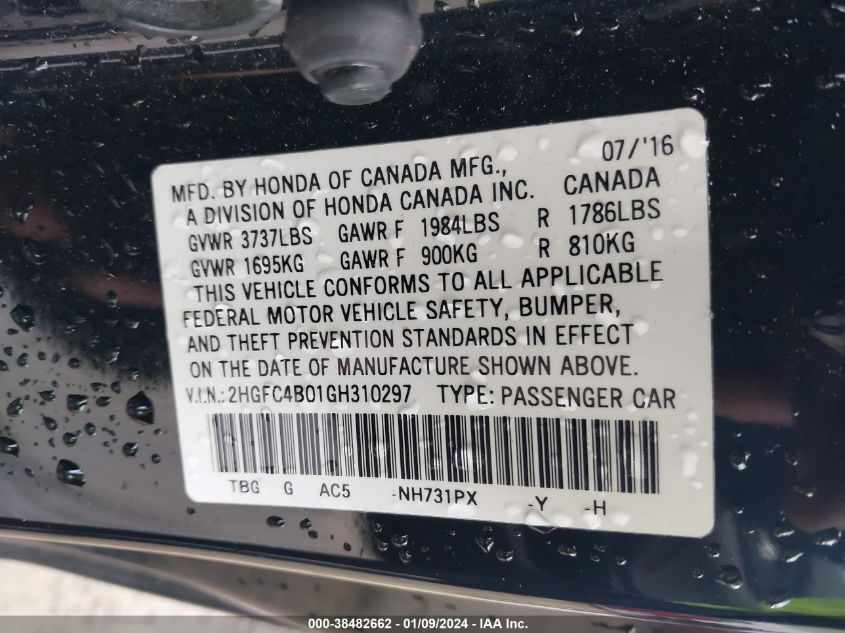 07/'16
MFD. BY HONDA OF CANADA MFG.,
A DIVISION OF HONDA CANADA INC. CANADA
GVWR 3737LBS GAWR F 1984LBS R 1786LBS
GVWR 1695KG GAWR F 900KG R 810KG
THIS VEHICLE CONFORMS TO ALL APPLICABLE
FEDERAL MOTOR VEHICLE SAFETY, BUMPER,
AND THEFT PREVENTION STANDARDS IN EFFECT
ON THE DATE OF MANUFACTURE SHOWN ABOVE.
V.I.N.: 2HGFC4B01GH310297 TYPE: PASSENGER CAR
TBG G AC5 -NH731PX -Y -H
000-38482662 - 01/09/2024 - IAA Inc.